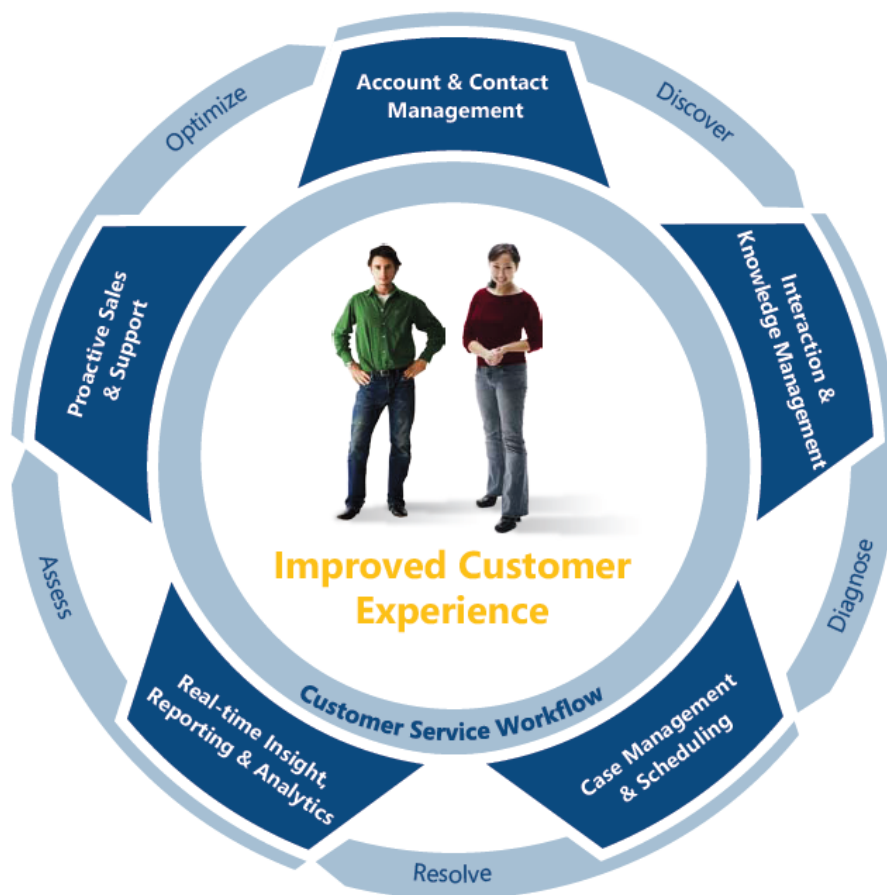 Account & Contact
Management
Discover
Interaction &
Knowledge Management
Diagnose
Case Management
& Scheduling
Resolve
Real-time Insight,
Reporting & Analytics
Assess
Proactive Sales
& Support
Optimize
Improved Customer
Experience
Customer Service Workflow